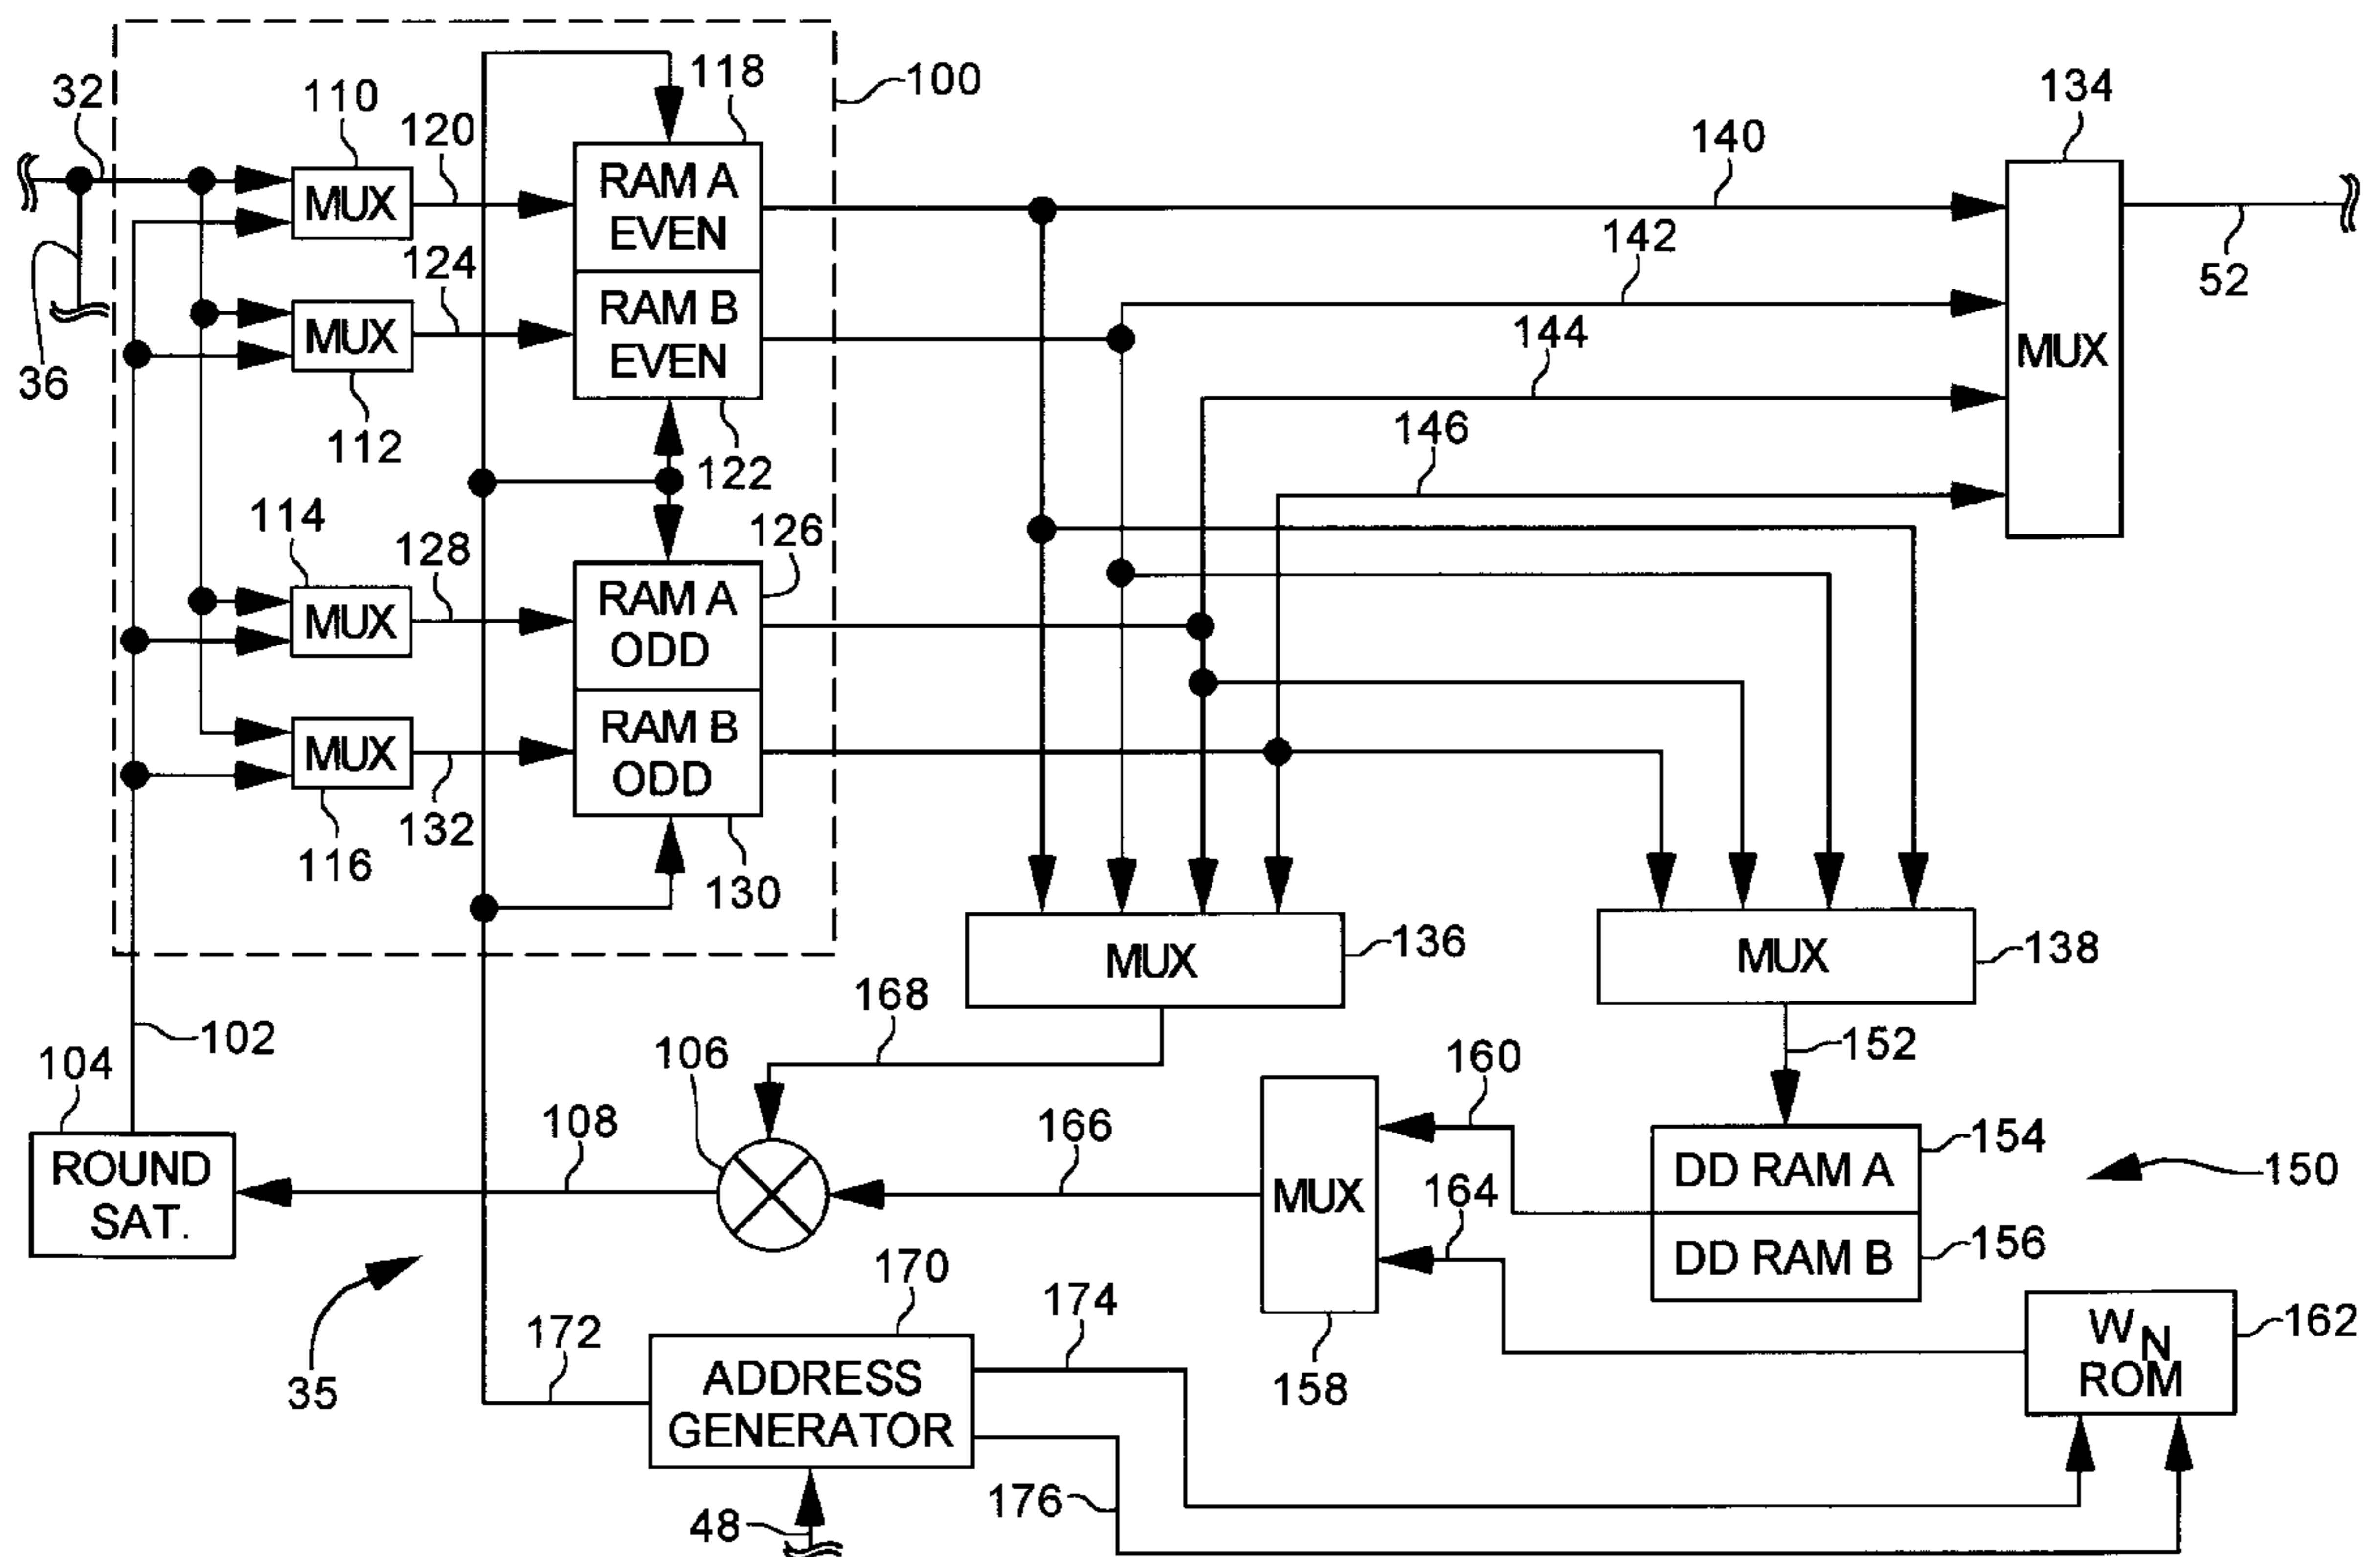 32
36
110
MUX
120
118
100
RAM A
EVEN
124
MUX
112
RAM B
EVEN
122
114
MUX
128
126
RAM A
ODD
MUX
116
132
RAM B
ODD
130
140
142
144
146
134
MUX
52
MUX
136
MUX
138
102
104
ROUND
SAT.
108
106
168
166
160
164
MUX
158
152
DD RAM A
154
DD RAM B
156
150
35
172
170
ADDRESS
GENERATOR
174
176
48
WN
ROM
162